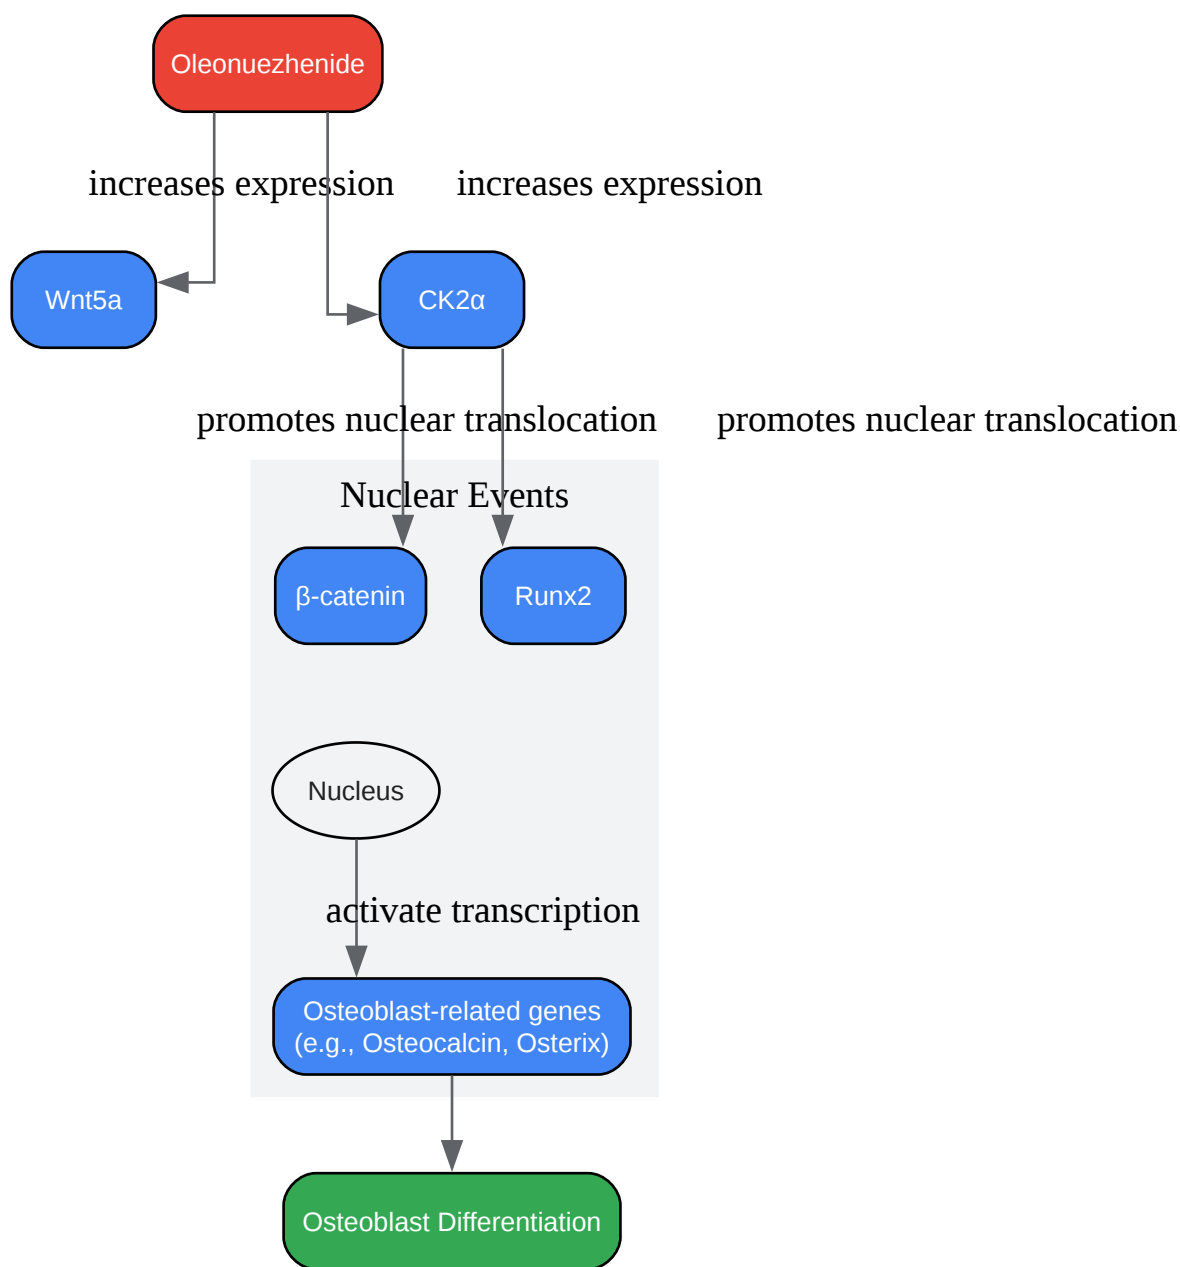 Oleonuezhenide
increases expression
increases expression
Wnt5a
CK2α
promotes nuclear translocation
promotes nuclear translocation
Nuclear Events
β-catenin
Runx2
Nucleus
activate transcription
Osteoblast-related genes
(e.g., Osteocalcin, Osterix)
Osteoblast Differentiation